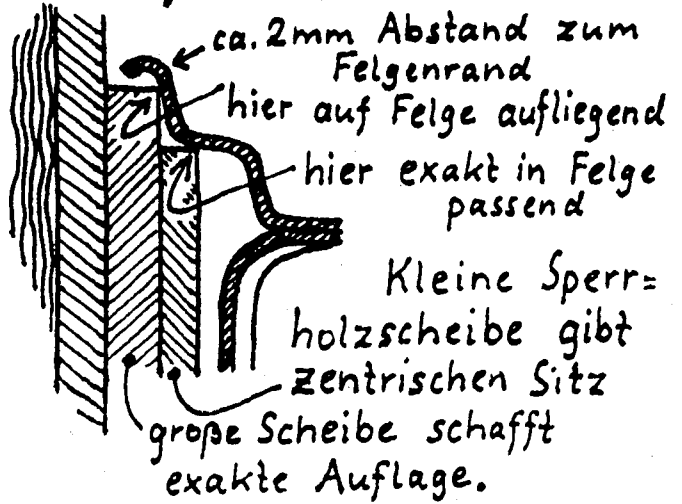 ca. 2mm Abstand zum
Felgenrand
hier auf Felge aufliegend
hier exakt in Felge
passend
Kleine Sperr=
holzscheibe gibt
zentrischen Sitz
große Scheibe schafft
exakte Auflage.